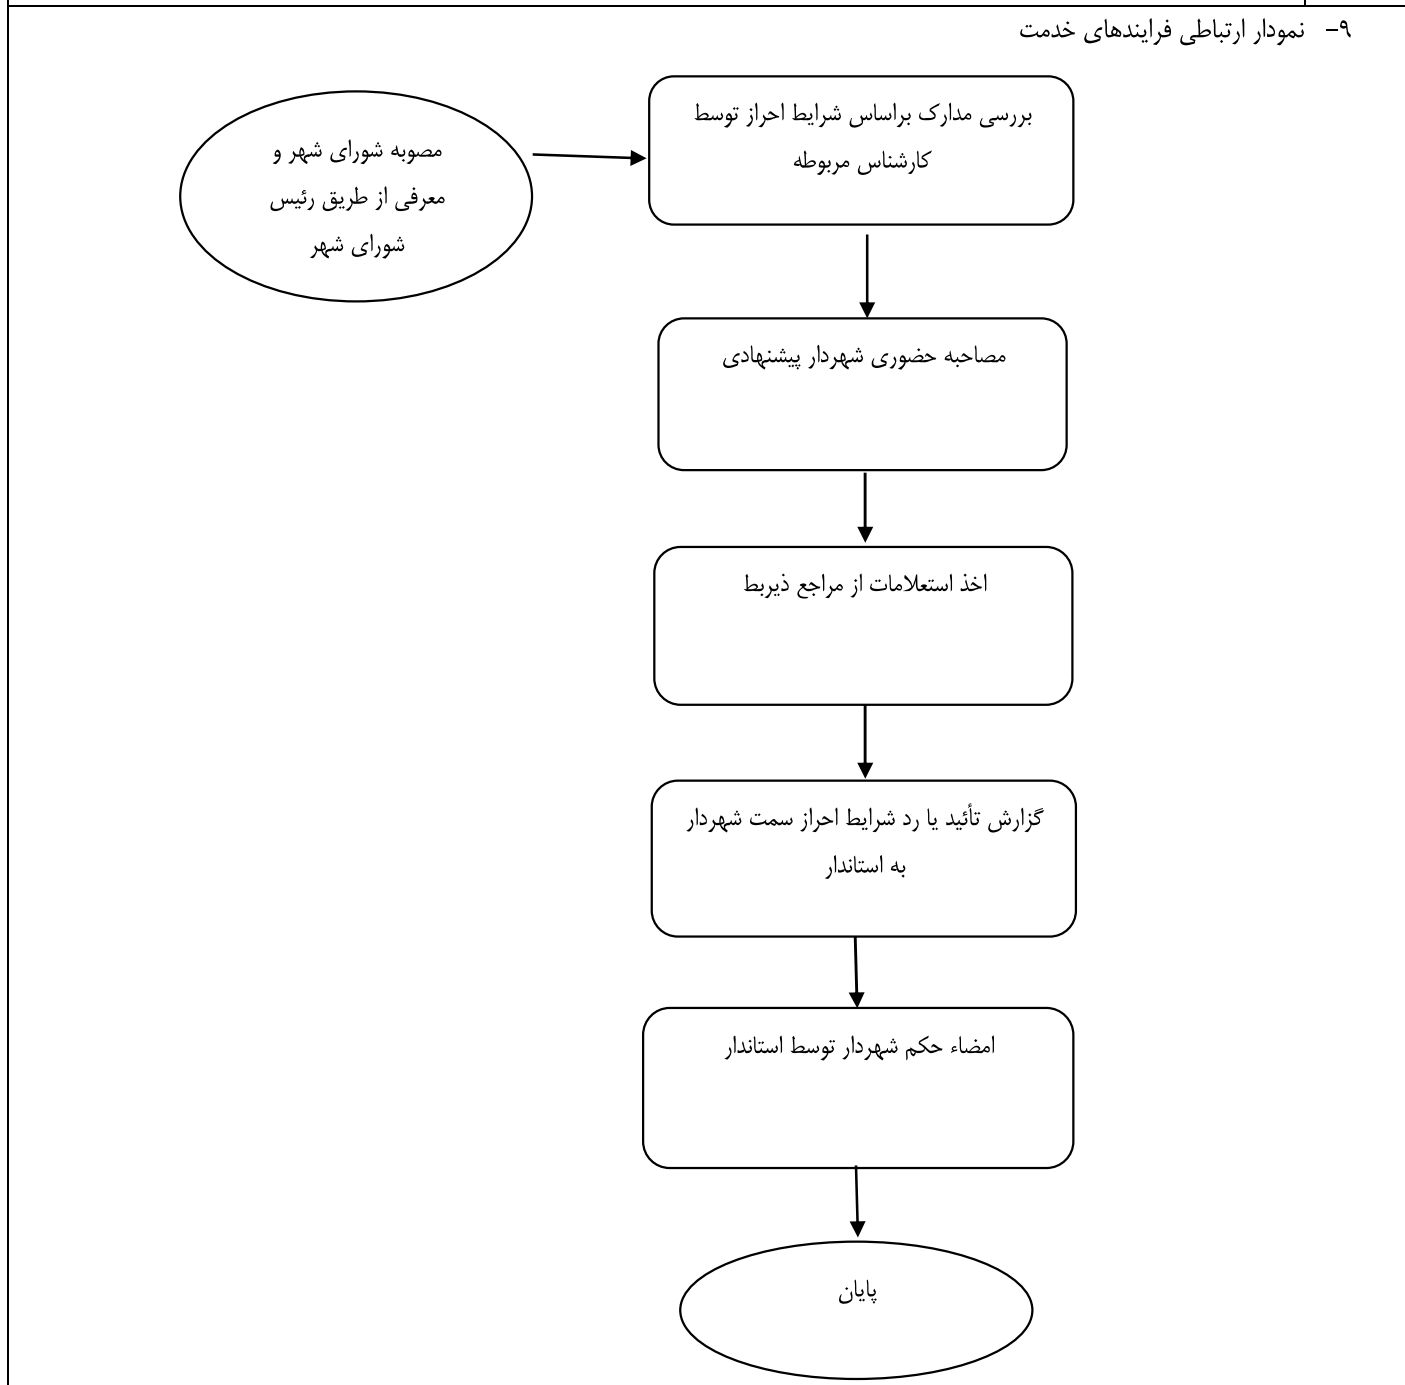 ۹- نمودار ارتباطی فرایندهای خدمت
مصوبه شورای شهر و
معرفی از طریق رئیس
شورای شهر
بررسی مدارک براساس شرایط احراز توسط
کارشناس مربوطه
مصاحبه حضوری شهردار پیشنهادی
اخذ استعلامات از مراجع ذیربط
گزارش تأئید یا رد شرایط احراز سمت شهردار
به استاندار
امضاء حکم شهردار توسط استاندار
پایان